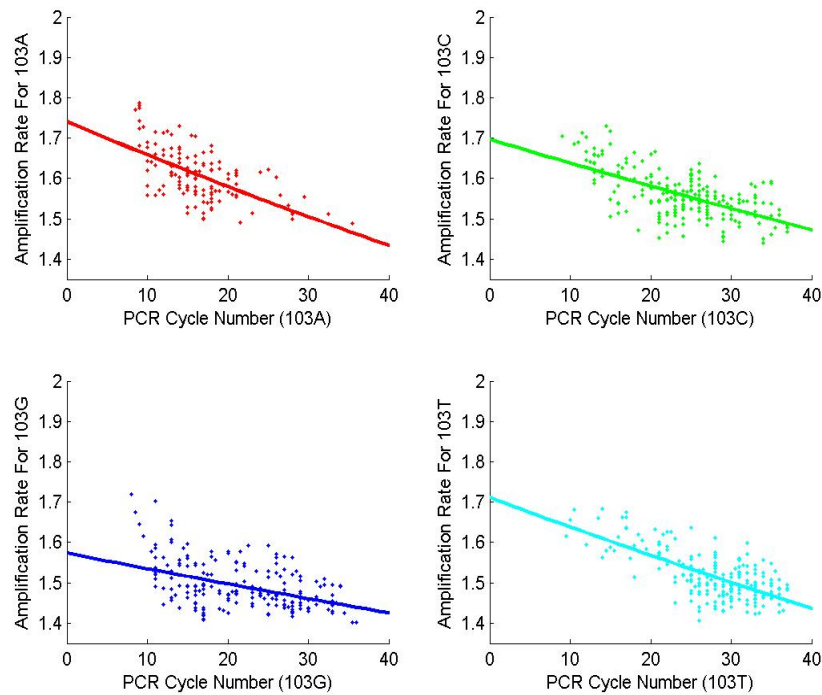 2
1.9
1.8
1.7
1.6
1.5
1.4
Amplification Rate For 103A
0 10 20 30 40
PCR Cycle Number (103A)
2
1.9
1.8
1.7
1.6
1.5
1.4
Amplification Rate For 103C
0 10 20 30 40
PCR Cycle Number (103C)
2
1.9
1.8
1.7
1.6
1.5
1.4
Amplification Rate For 103G
0 10 20 30 40
PCR Cycle Number (103G)
2
1.9
1.8
1.7
1.6
1.5
1.4
Amplification Rate For 103T
0 10 20 30 40
PCR Cycle Number (103T)